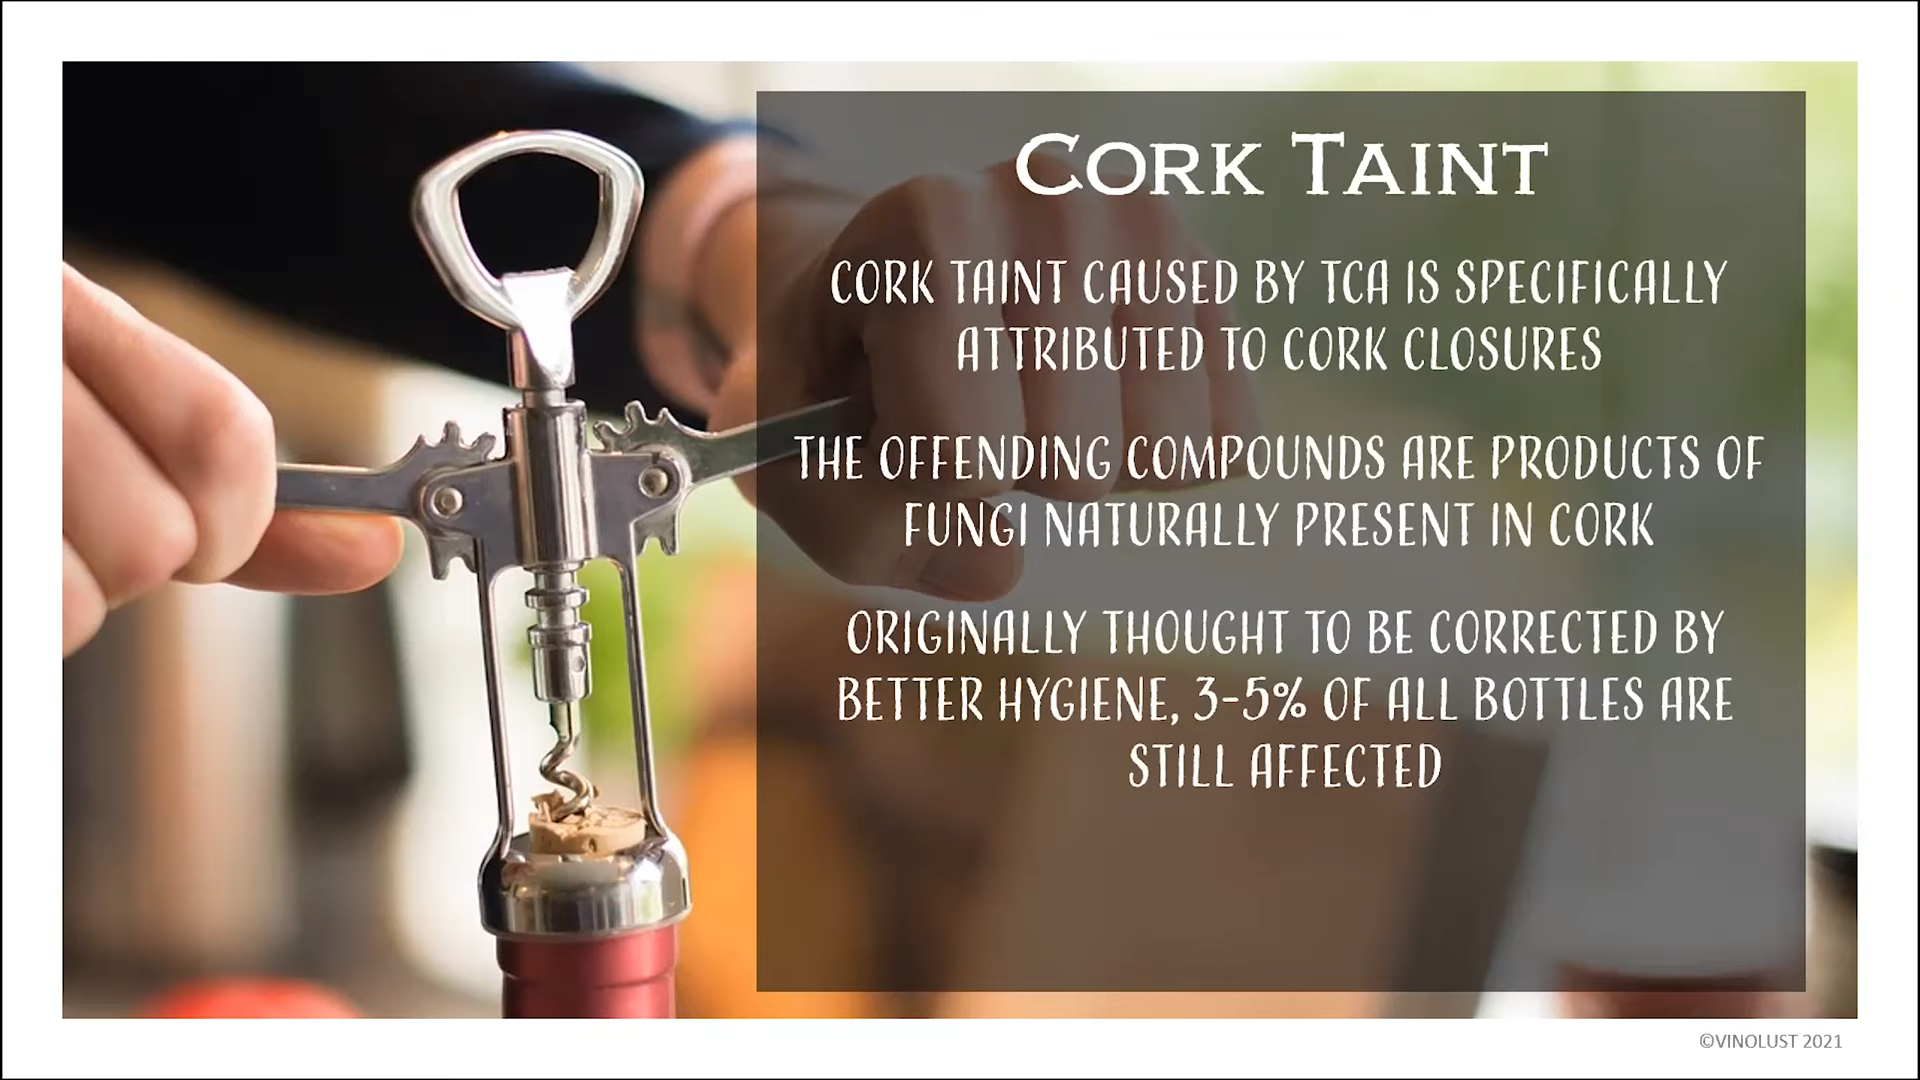 CORK TAINT
CORK TAINT CAUSED BY TCA IS SPECIFICALLY
ATTRIBUTED TO CORK CLOSURES
THE OFFENDING COMPOUNDS ARE PRODUCTS OF
FUNGI NATURALLY PRESENT IN CORK
ORIGINALLY THOUGHT TO BE CORRECTED BY
BETTER HYGIENE, 3-5% OF ALL BOTTLES ARE
STILL AFFECTED
©VINOLUST 2021